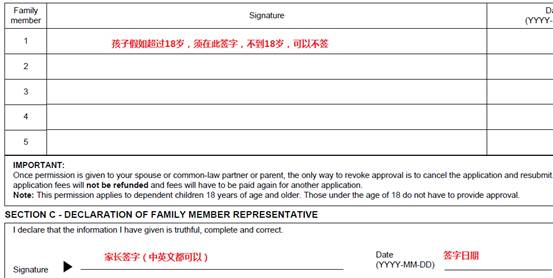 Family member
Signature
(YYYY-
1
孩子假如超过18岁，须在此签字，不到18岁，可以不签
2
3
4
5
IMPORTANT:
Once permission is given to your spouse or common-law partner or parent, the only way to revoke approval is to cancel the application and resubmit
application fees will not be refunded and fees will have to be paid again for another application.
Note: This permission applies to dependent children 18 years of age and older. Those under the age of 18 do not have to provide approval.
SECTION C - DECLARATION OF FAMILY MEMBER REPRESENTATIVE
I declare that the information I have given is truthful, complete and correct.
Signature
家长签字（中英文都可以）
Date
(YYYY-MM-DD)
签字日期